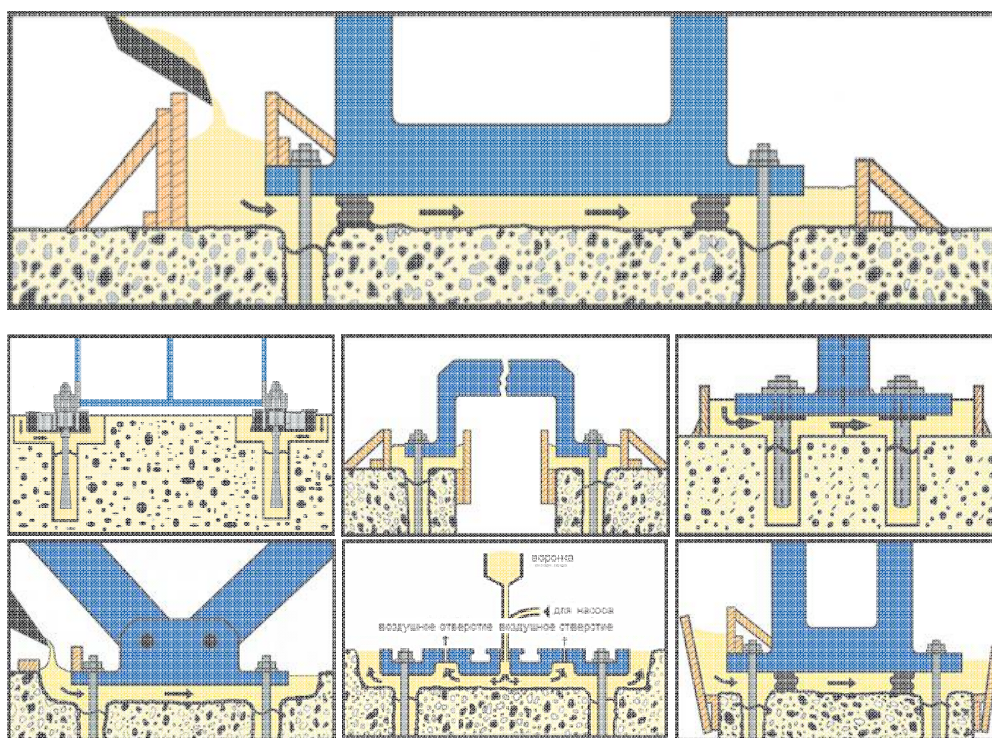 воронка
для насоса
воздушное отверстие воздушное отверстие